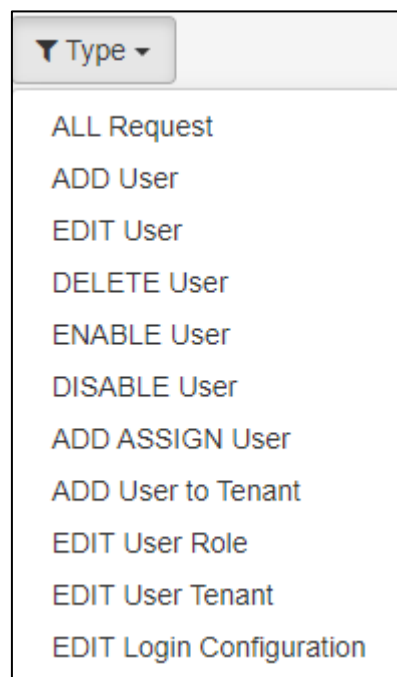 Type
ALL Request
ADD User
EDIT User
DELETE User
ENABLE User
DISABLE User
ADD ASSIGN User
ADD User to Tenant
EDIT User Role
EDIT User Tenant
EDIT Login Configuration